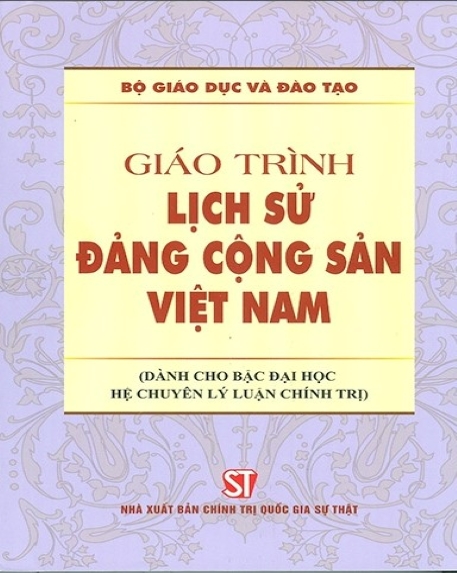 BỘ GIÁO DỤC VÀ ĐÀO TẠO
GIÁO TRÌNH
LỊCH SỬ
ĐẢNG CỘNG SẢN
VIỆT NAM
(DÀNH CHO BẬC ĐẠI HỌC
HỆ CHUYÊN LÝ LUẬN CHÍNH TRỊ)
ST
NHÀ XUẤT BẢN CHÍNH TRỊ QUỐC GIA SỰ THẬT